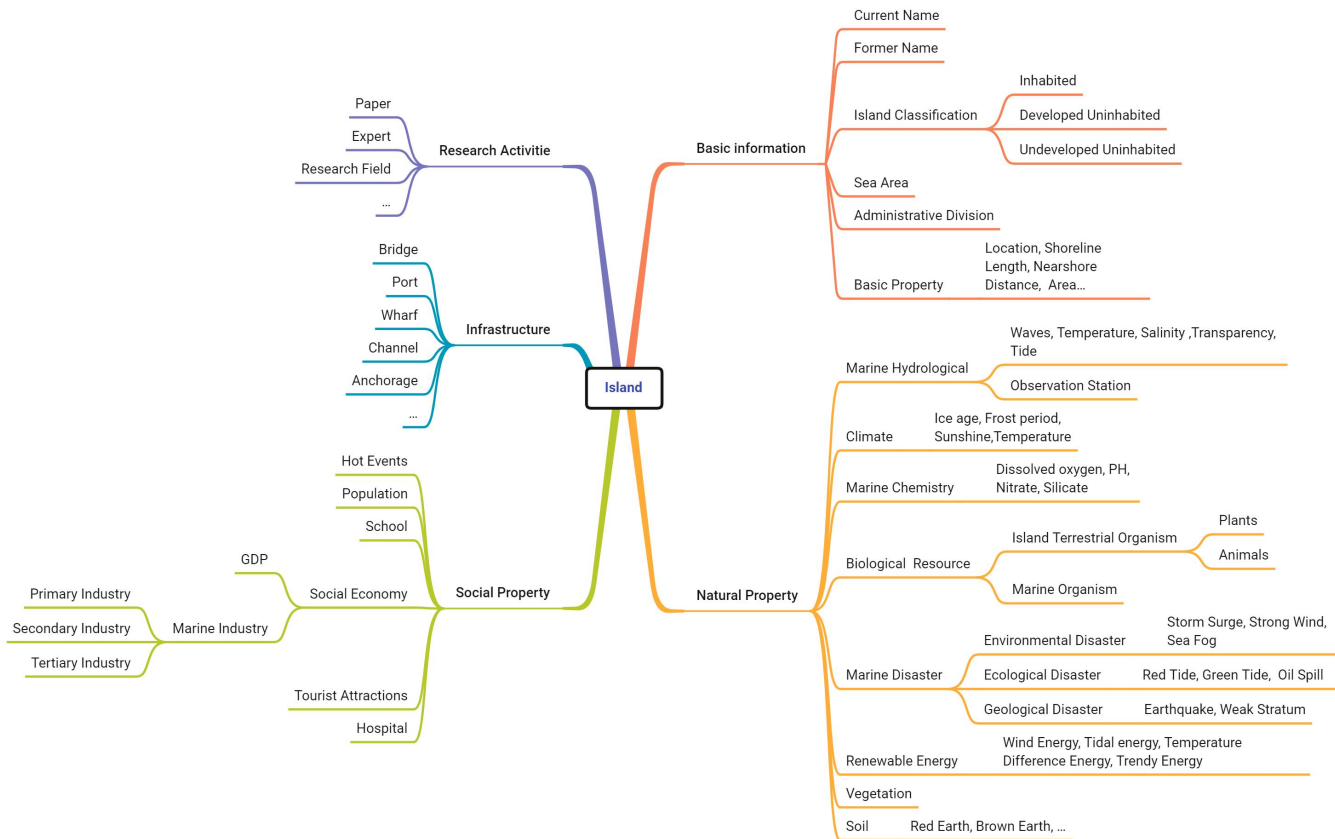 Island
Research Activitie
Paper
Expert
Research Field
...
Infrastructure
Bridge
Port
Wharf
Channel
Anchorage
...
Social Property
Hot Events
Population
School
Social Economy
GDP
Marine Industry
Primary Industry
Secondary Industry
Tertiary Industry
Tourist Attractions
Hospital
Basic information
Current Name
Former Name
Island Classification
Inhabited
Developed Uninhabited
Undeveloped Uninhabited
Sea Area
Administrative Division
Basic Property
Location, Shoreline
Length, Nearshore
Distance, Area...
Natural Property
Marine Hydrological
Waves, Temperature, Salinity ,Transparency,
Tide
Observation Station
Climate
Ice age, Frost period,
Sunshine,Temperature
Marine Chemistry
Dissolved oxygen, PH,
Nitrate, Silicate
Biological Resource
Island Terrestrial Organism
Plants
Animals
Marine Organism
Marine Disaster
Environmental Disaster
Storm Surge, Strong Wind,
Sea Fog
Ecological Disaster
Red Tide, Green Tide, Oil Spill
Geological Disaster
Earthquake, Weak Stratum
Renewable Energy
Wind Energy, Tidal energy, Temperature
Difference Energy, Trendy Energy
Vegetation
Soil
Red Earth, Brown Earth, ...